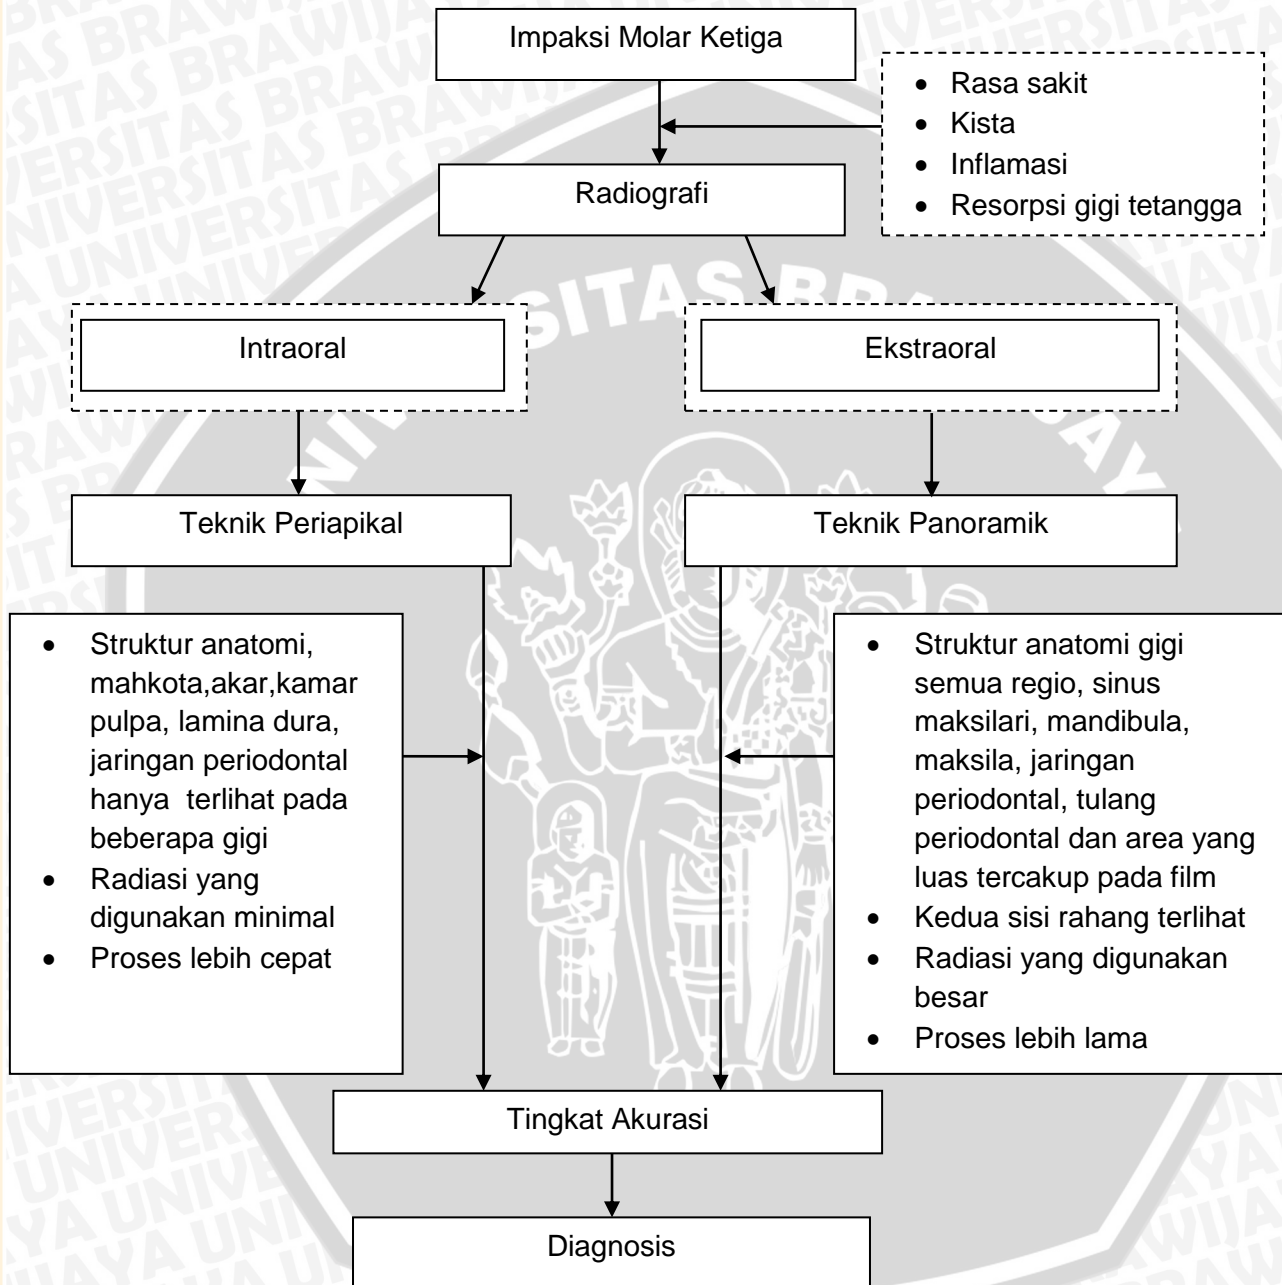 Impaksi Molar Ketiga
• Rasa sakit
• Kista
• Inflamasi
• Resorpsi gigi tetangga
Radiografi
Intraoral
Ekstraoral
Teknik Periapikal
Teknik Panoramik
• Struktur anatomi,
mahkota,akar,kamar
pulpa, lamina dura,
jaringan periodontal
hanya terlihat pada
beberapa gigi
• Radiasi yang
digunakan minimal
• Proses lebih cepat
• Struktur anatomi gigi
semua regio, sinus
maksilari, mandibula,
maksila, jaringan
periodontal, tulang
periodontal dan area yang
luas tercakup pada film
• Kedua sisi rahang terlihat
• Radiasi yang digunakan
besar
• Proses lebih lama
Tingkat Akurasi
Diagnosis